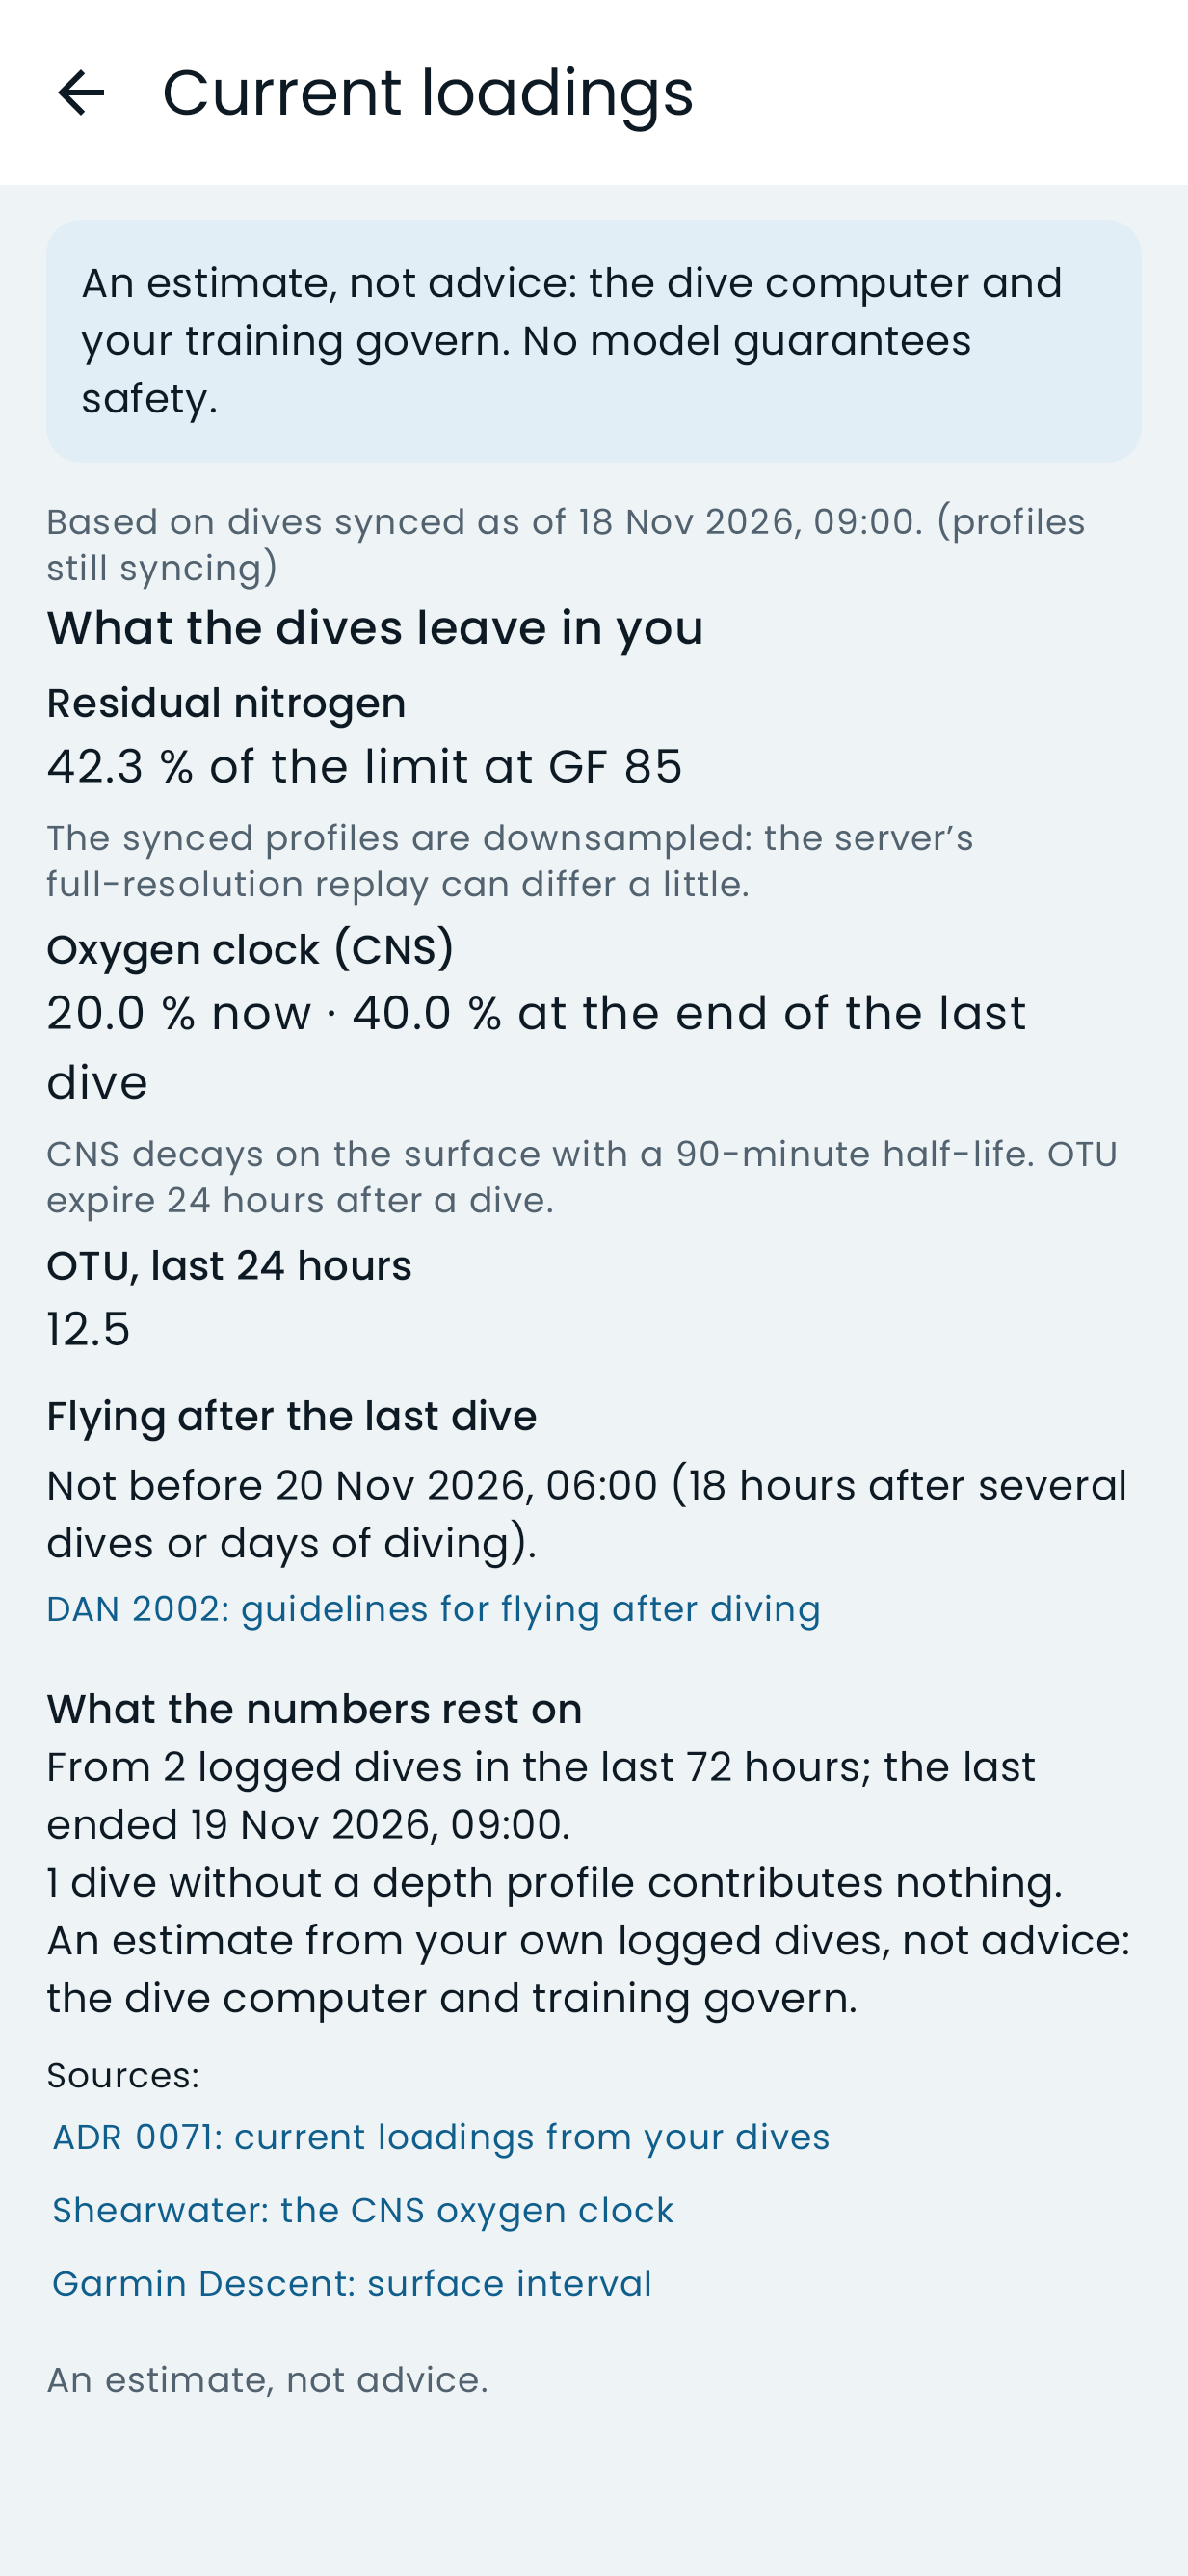 Current loadings
An estimate, not advice: the dive computer and
your training govern. No model guarantees
safety.
Based on dives synced as of 18 Nov 2026, 09:00. (profiles
still syncing)
What the dives leave in you
Residual nitrogen
42.3 % of the limit at GF 85
The synced profiles are downsampled: the server’s
full-resolution replay can differ a little.
Oxygen clock (CNS)
20.0 % now · 40.0 % at the end of the last
dive
CNS decays on the surface with a 90-minute half-life. OTU
expire 24 hours after a dive.
OTU, last 24 hours
12.5
Flying after the last dive
Not before 20 Nov 2026, 06:00 (18 hours after several
dives or days of diving).
DAN 2002: guidelines for flying after diving
What the numbers rest on
From 2 logged dives in the last 72 hours; the last
ended 19 Nov 2026, 09:00.
1 dive without a depth profile contributes nothing.
An estimate from your own logged dives, not advice:
the dive computer and training govern.
Sources:
ADR 0071: current loadings from your dives
Shearwater: the CNS oxygen clock
Garmin Descent: surface interval
An estimate, not advice.